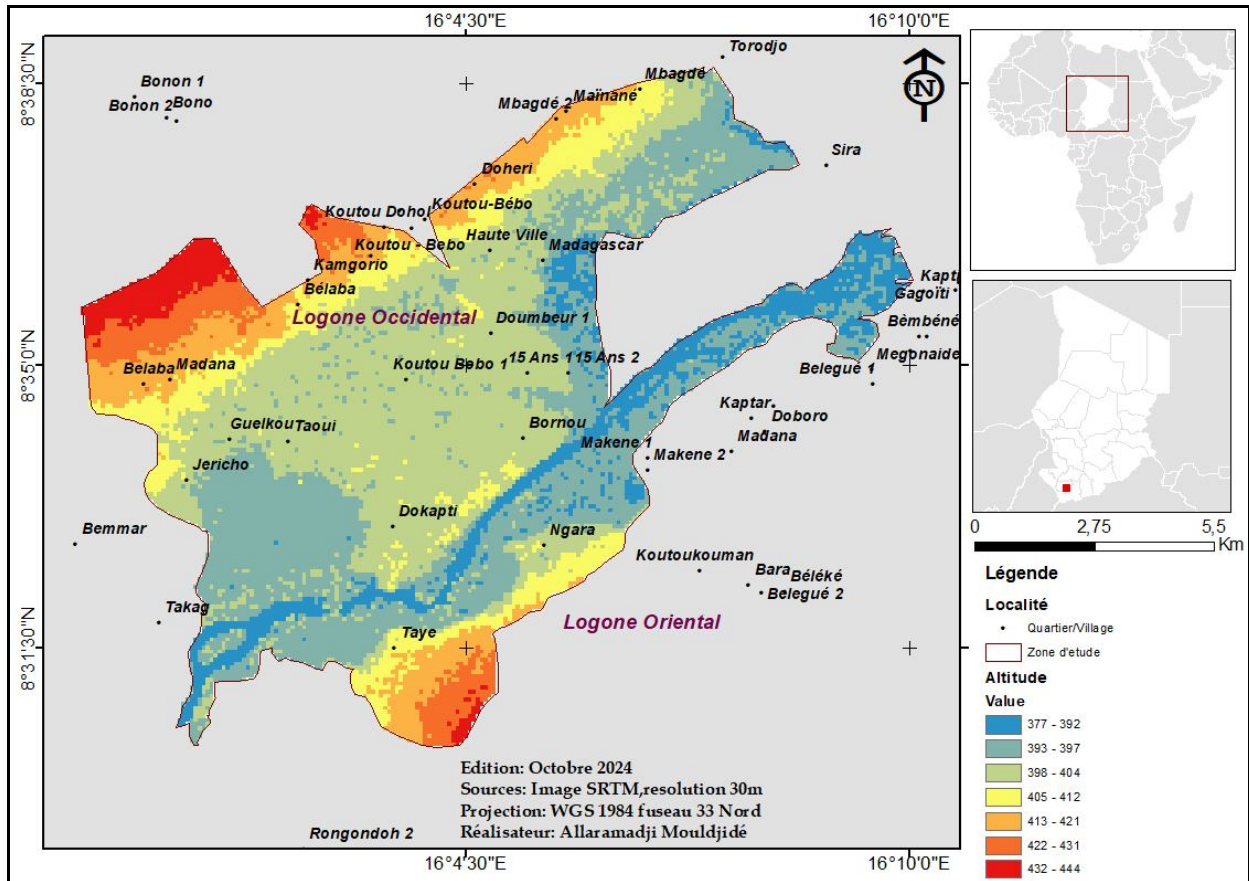 16°4'30"E
16°10'0"E
8°38'30"N
8°38'30"N
Torodjo
Bonon 1
Mbagdé
Bonon 2
Bono
Mbagdé 2
Maïnané
N
Sira
Doheri
Koutou Dohol
Koutou-Bébo
Haute Ville
Koutou - Bebo
Madagascar
Kamgorio
Bélaba
Gagoïti
Logone Occidental
Doumbeur 1
Bèmbéné
Megonaide
8°35'0"N
Belaba
Madana
Koutou Bebo 1
15 Ans 1
15 Ans 2
Belegué 1
Kaptar
Doboro
Guelkou
Taoui
Bornou
Madana
Makene 1
Makene 2
Jericho
Dokapti
Bemmar
Ngara
Koutoukouman
Bara
Béléké
Belegué 2
Takag
Logone Oriental
Taye
8°31'30"N
Edition: Octobre 2024
Sources: Image SRTM,resolution 30m
Projection: WGS 1984 fuseau 33 Nord
Réalisateur: Allaramadji Mouldjidé
Rongondoh 2
16°4'30"E
16°10'0"E
0 2,75 5,5
Km
Légende
Localité
Quartier/Village
Zone d'etude
Altitude
Value
377 - 392
393 - 397
398 - 404
405 - 412
413 - 421
422 - 431
432 - 444